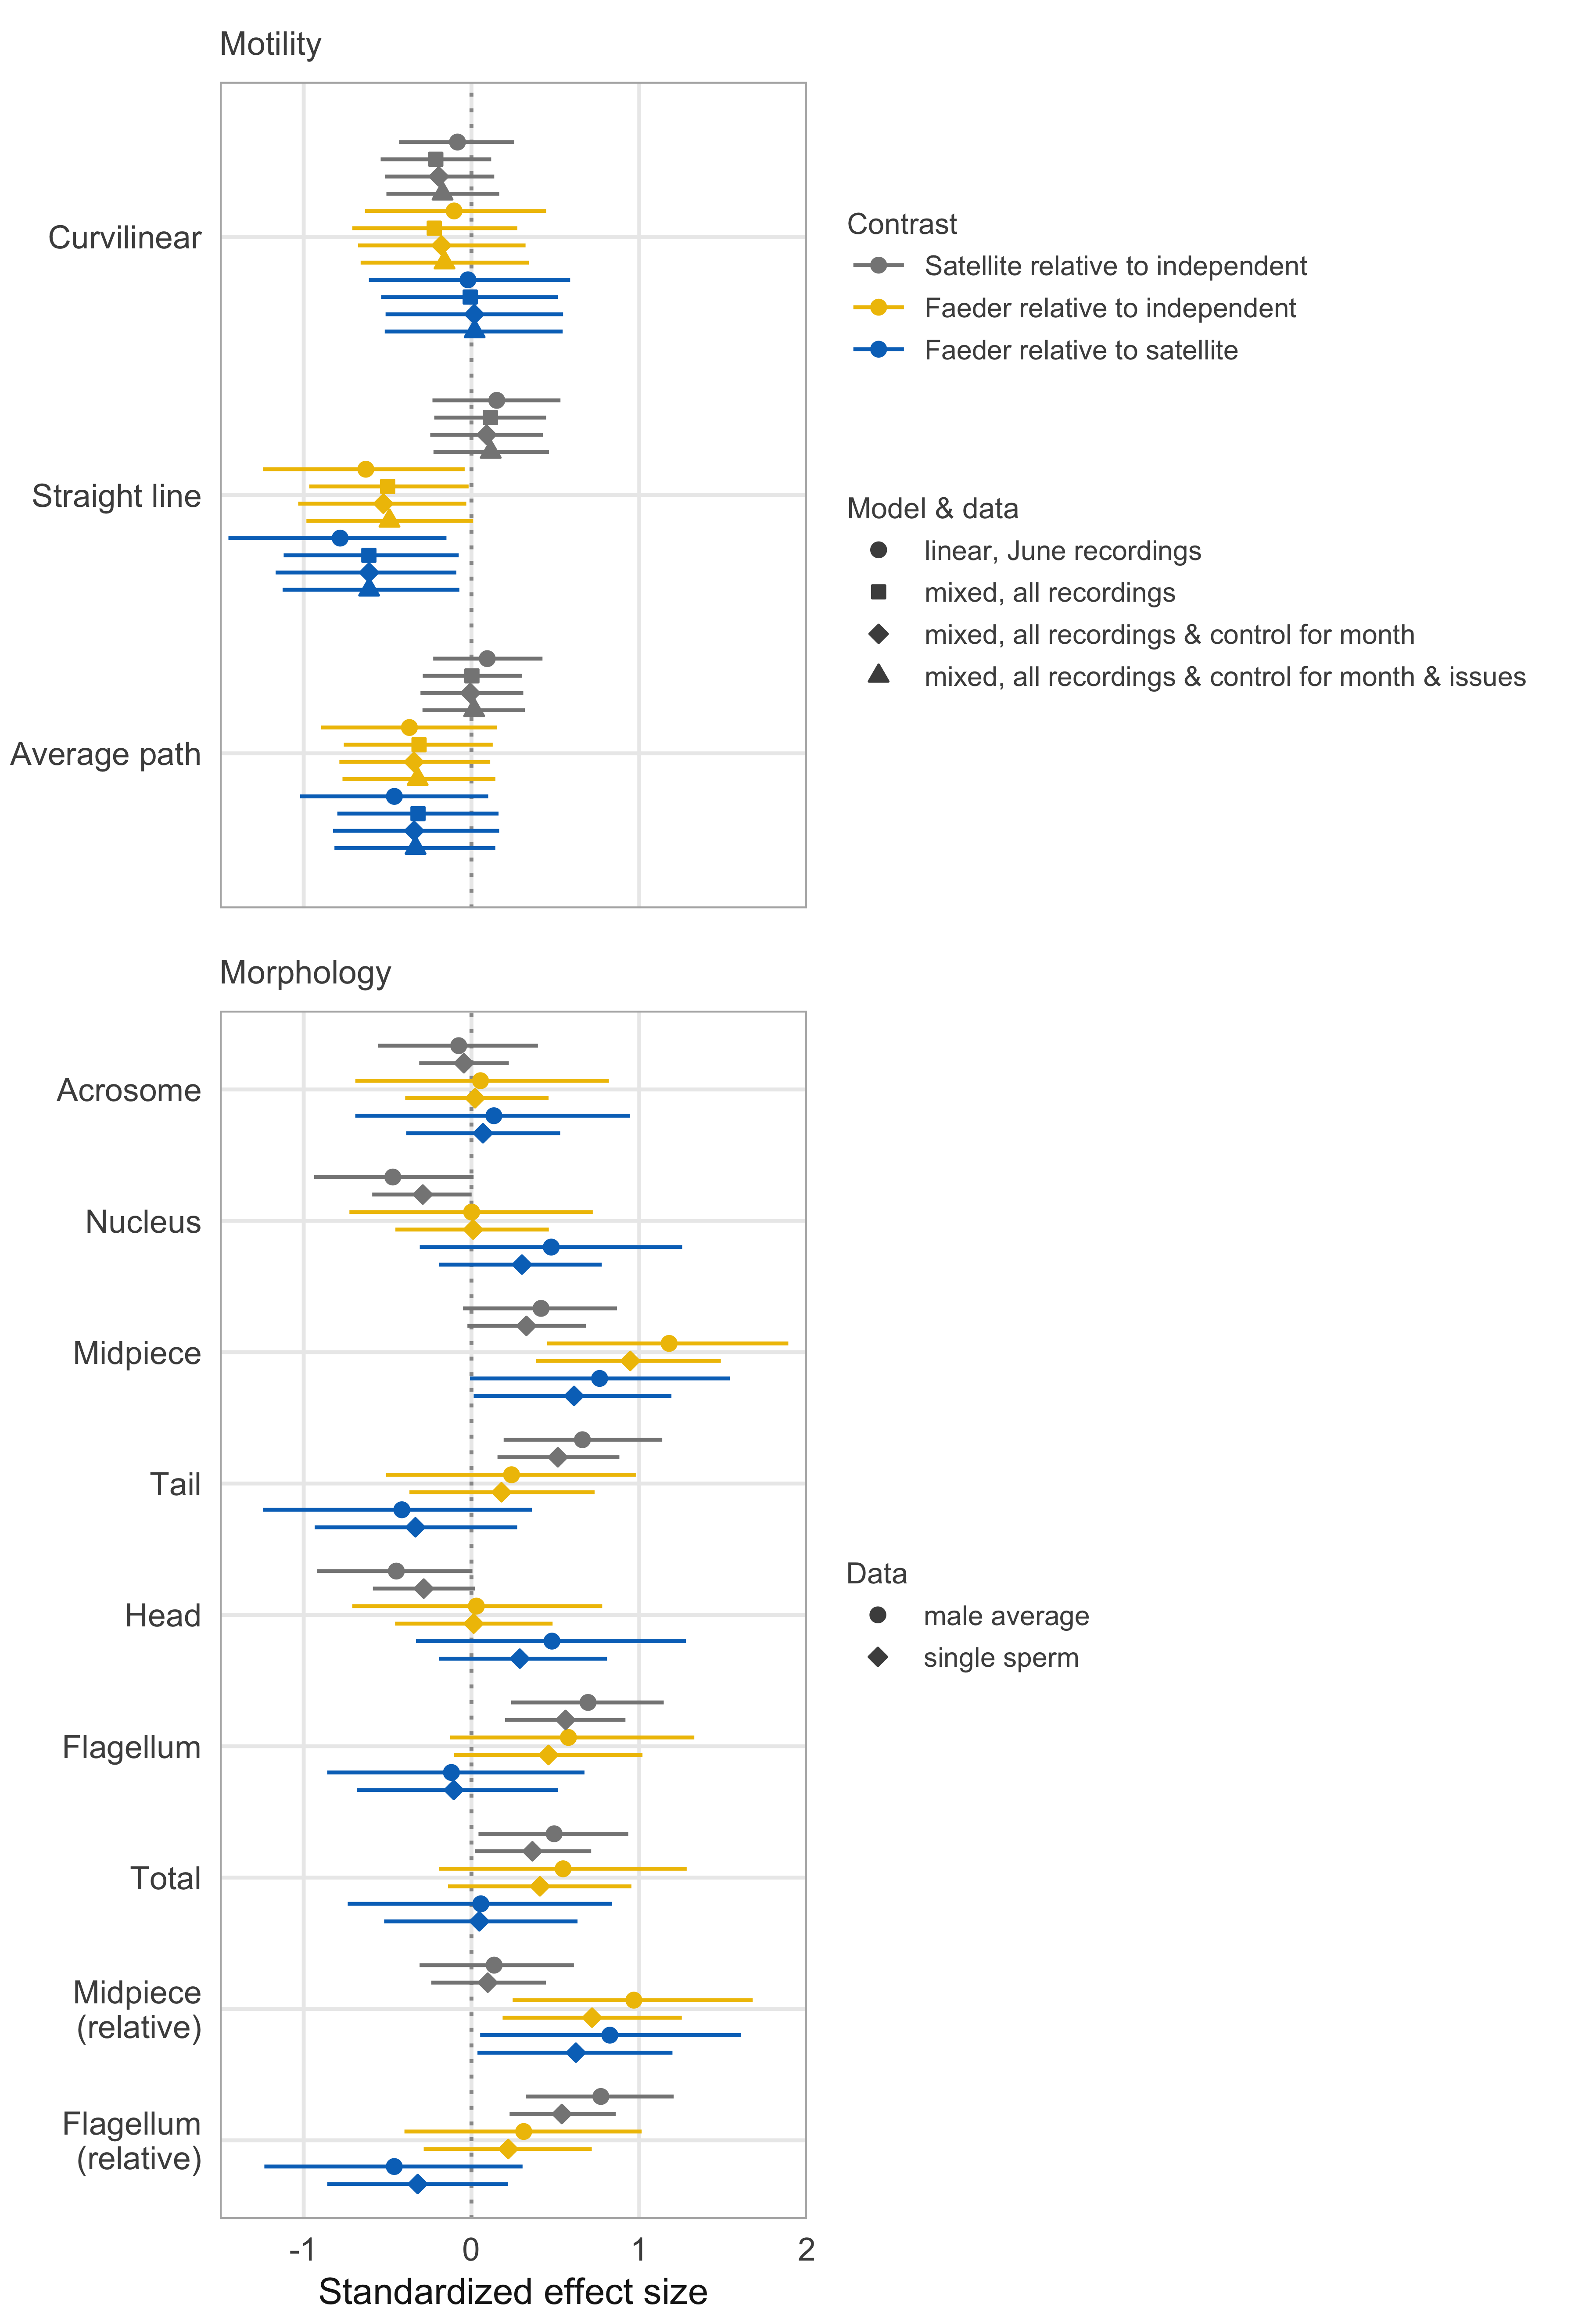 Motility
Curvilinear
Straight line
Average path
Contrast
Satellite relative to independent
Faeder relative to independent
Faeder relative to satellite
Model & data
linear, June recordings
mixed, all recordings
mixed, all recordings & control for month
mixed, all recordings & control for month & issues
Morphology
Acrosome
Nucleus
Midpiece
Tail
Head
Flagellum
Total
Midpiece
(relative)
Flagellum
(relative)
Data
male average
single sperm
-1 0 1 2
Standardized effect size